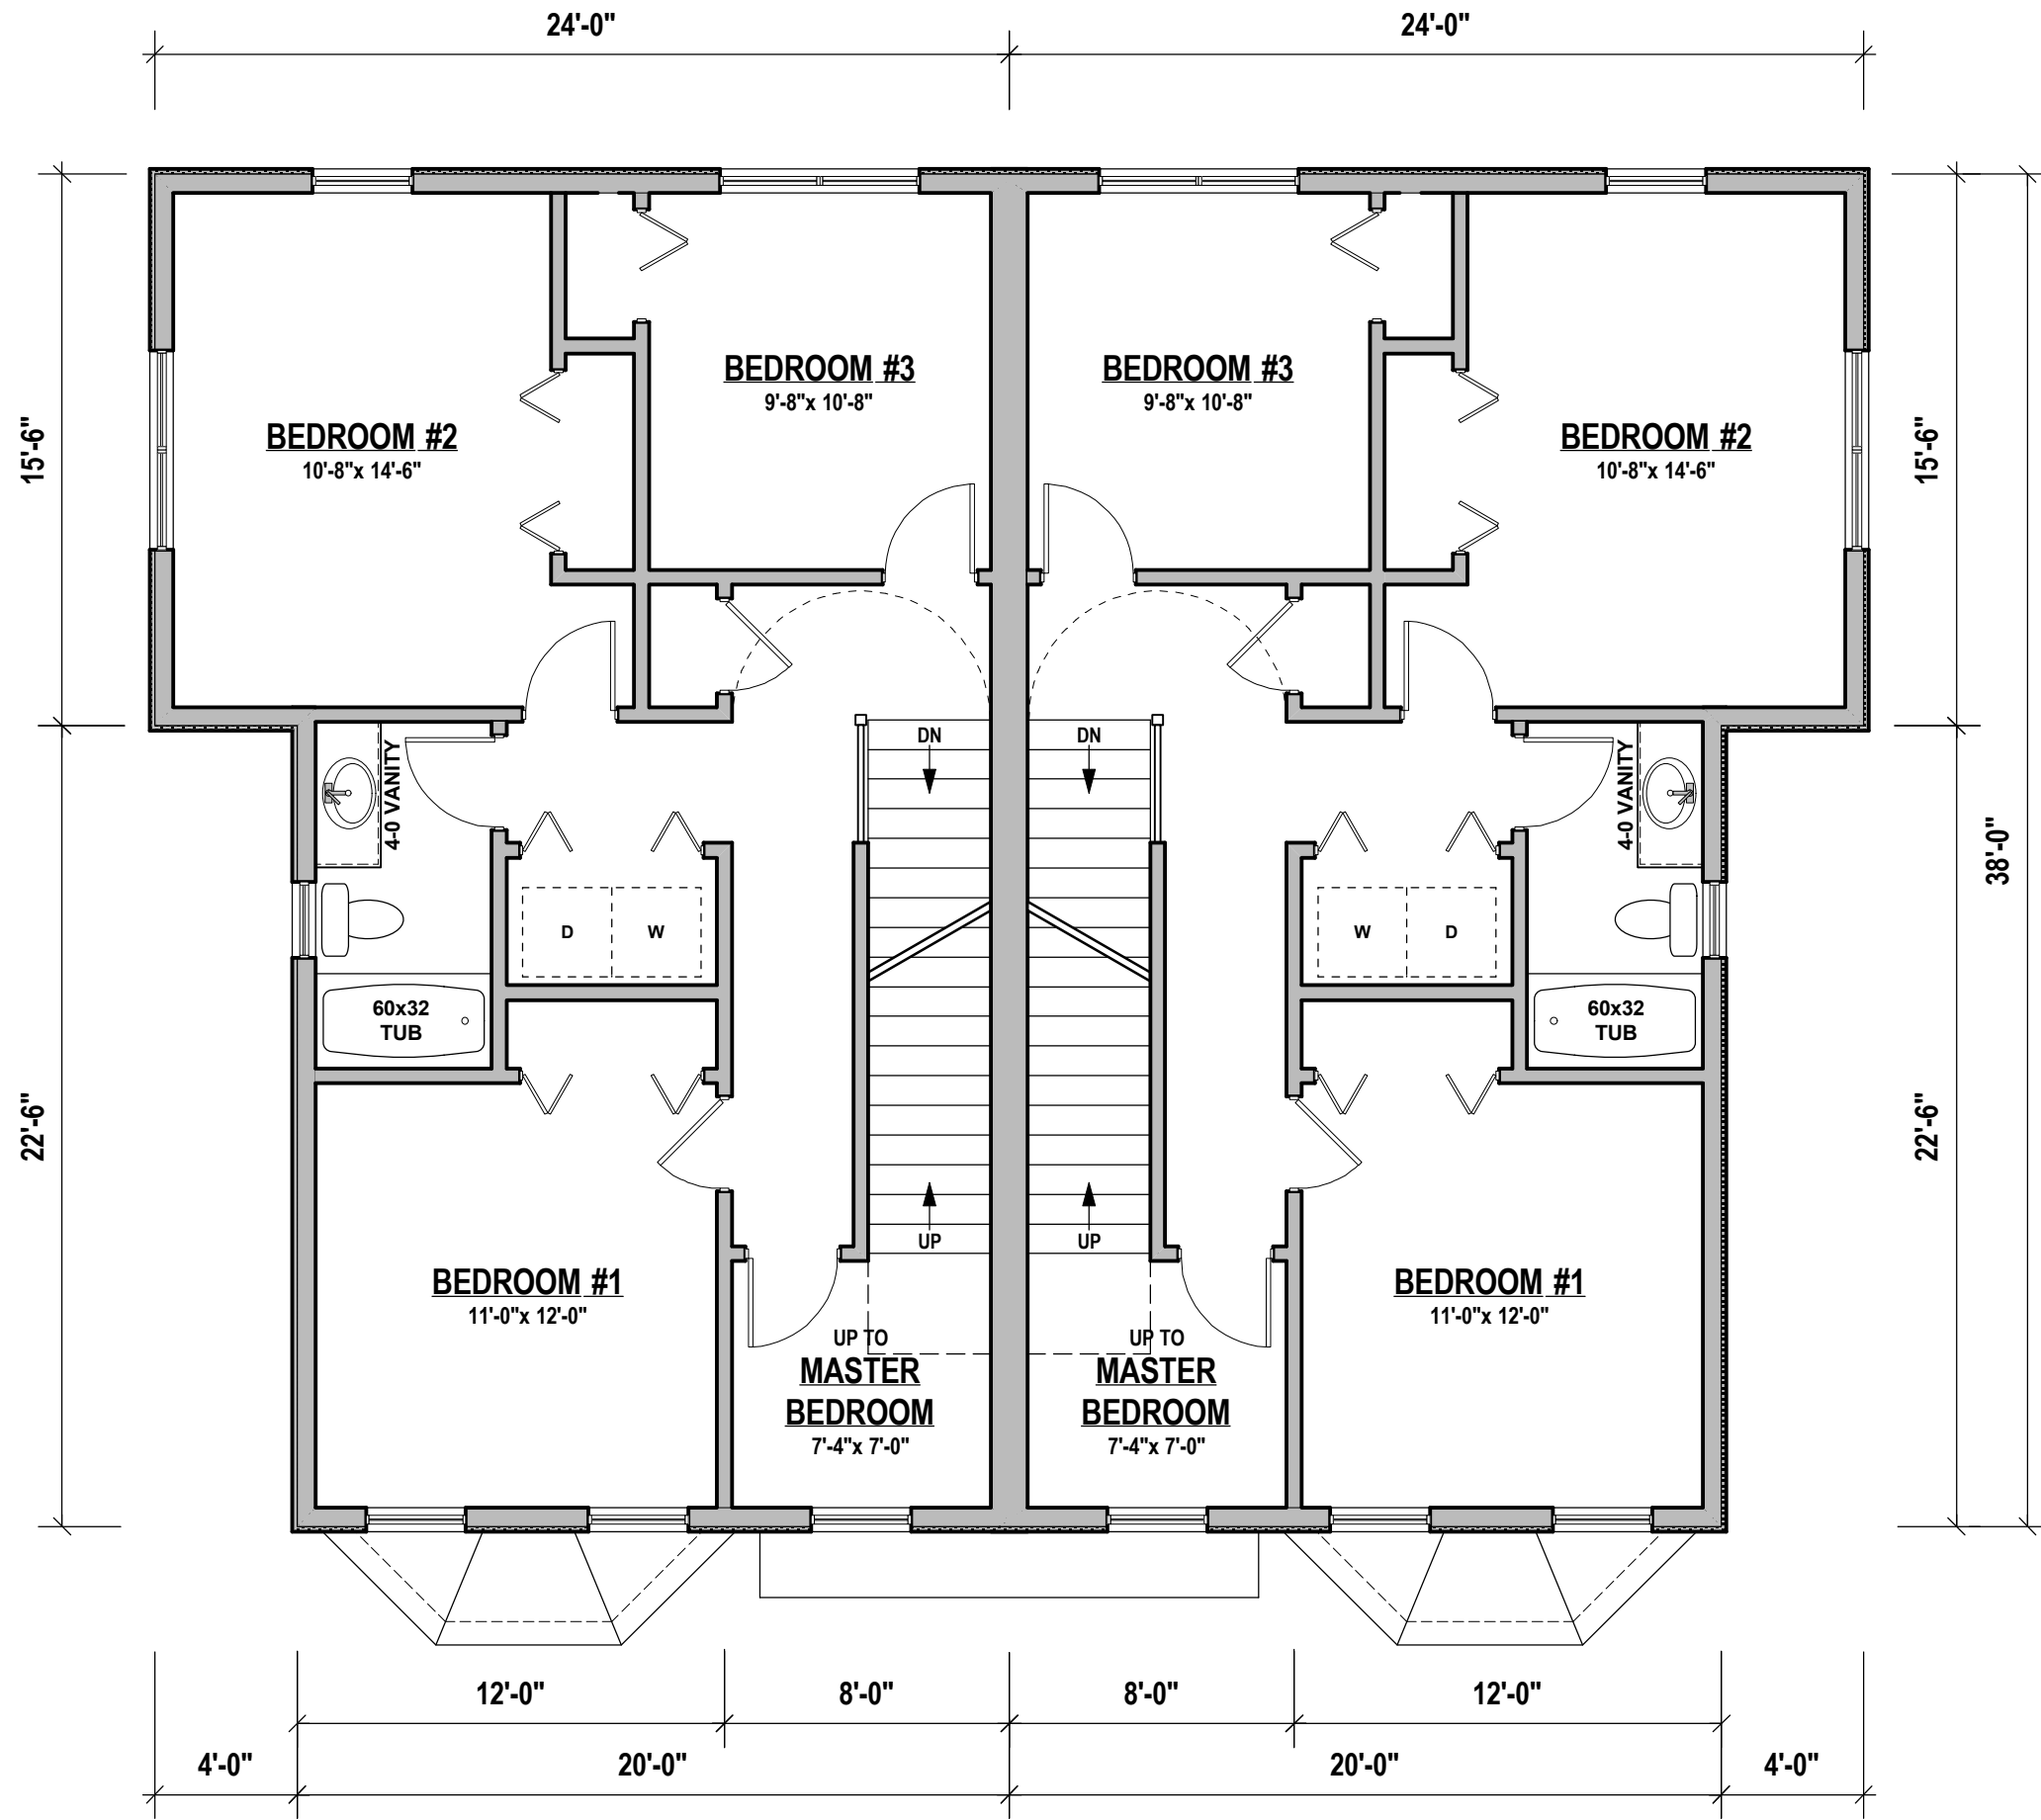 24'-0" 24'-0"
BEDROOM #3 BEDROOM #3
9'-8"x 10'-8" 9'-8"x 10'-8"
BEDROOM #2 BEDROOM #2
10'-8"x 14'-6" 10'-8"x 14'-6"
15'-6" 15'-6"
DN DN
4-0 VANITY 4-0 VANITY
38'-0"
D W W D
60x32 60x32
TUB TUB
22'-6" 22'-6"
UP UP
BEDROOM #1 BEDROOM #1
11'-0"x 12'-0" 11'-0"x 12'-0"
UP TO UP TO
MASTER MASTER
BEDROOM BEDROOM
7'-4"x 7'-0" 7'-4"x 7'-0"
12'-0" 8'-0" 8'-0" 12'-0"
4'-0" 20'-0" 20'-0" 4'-0"